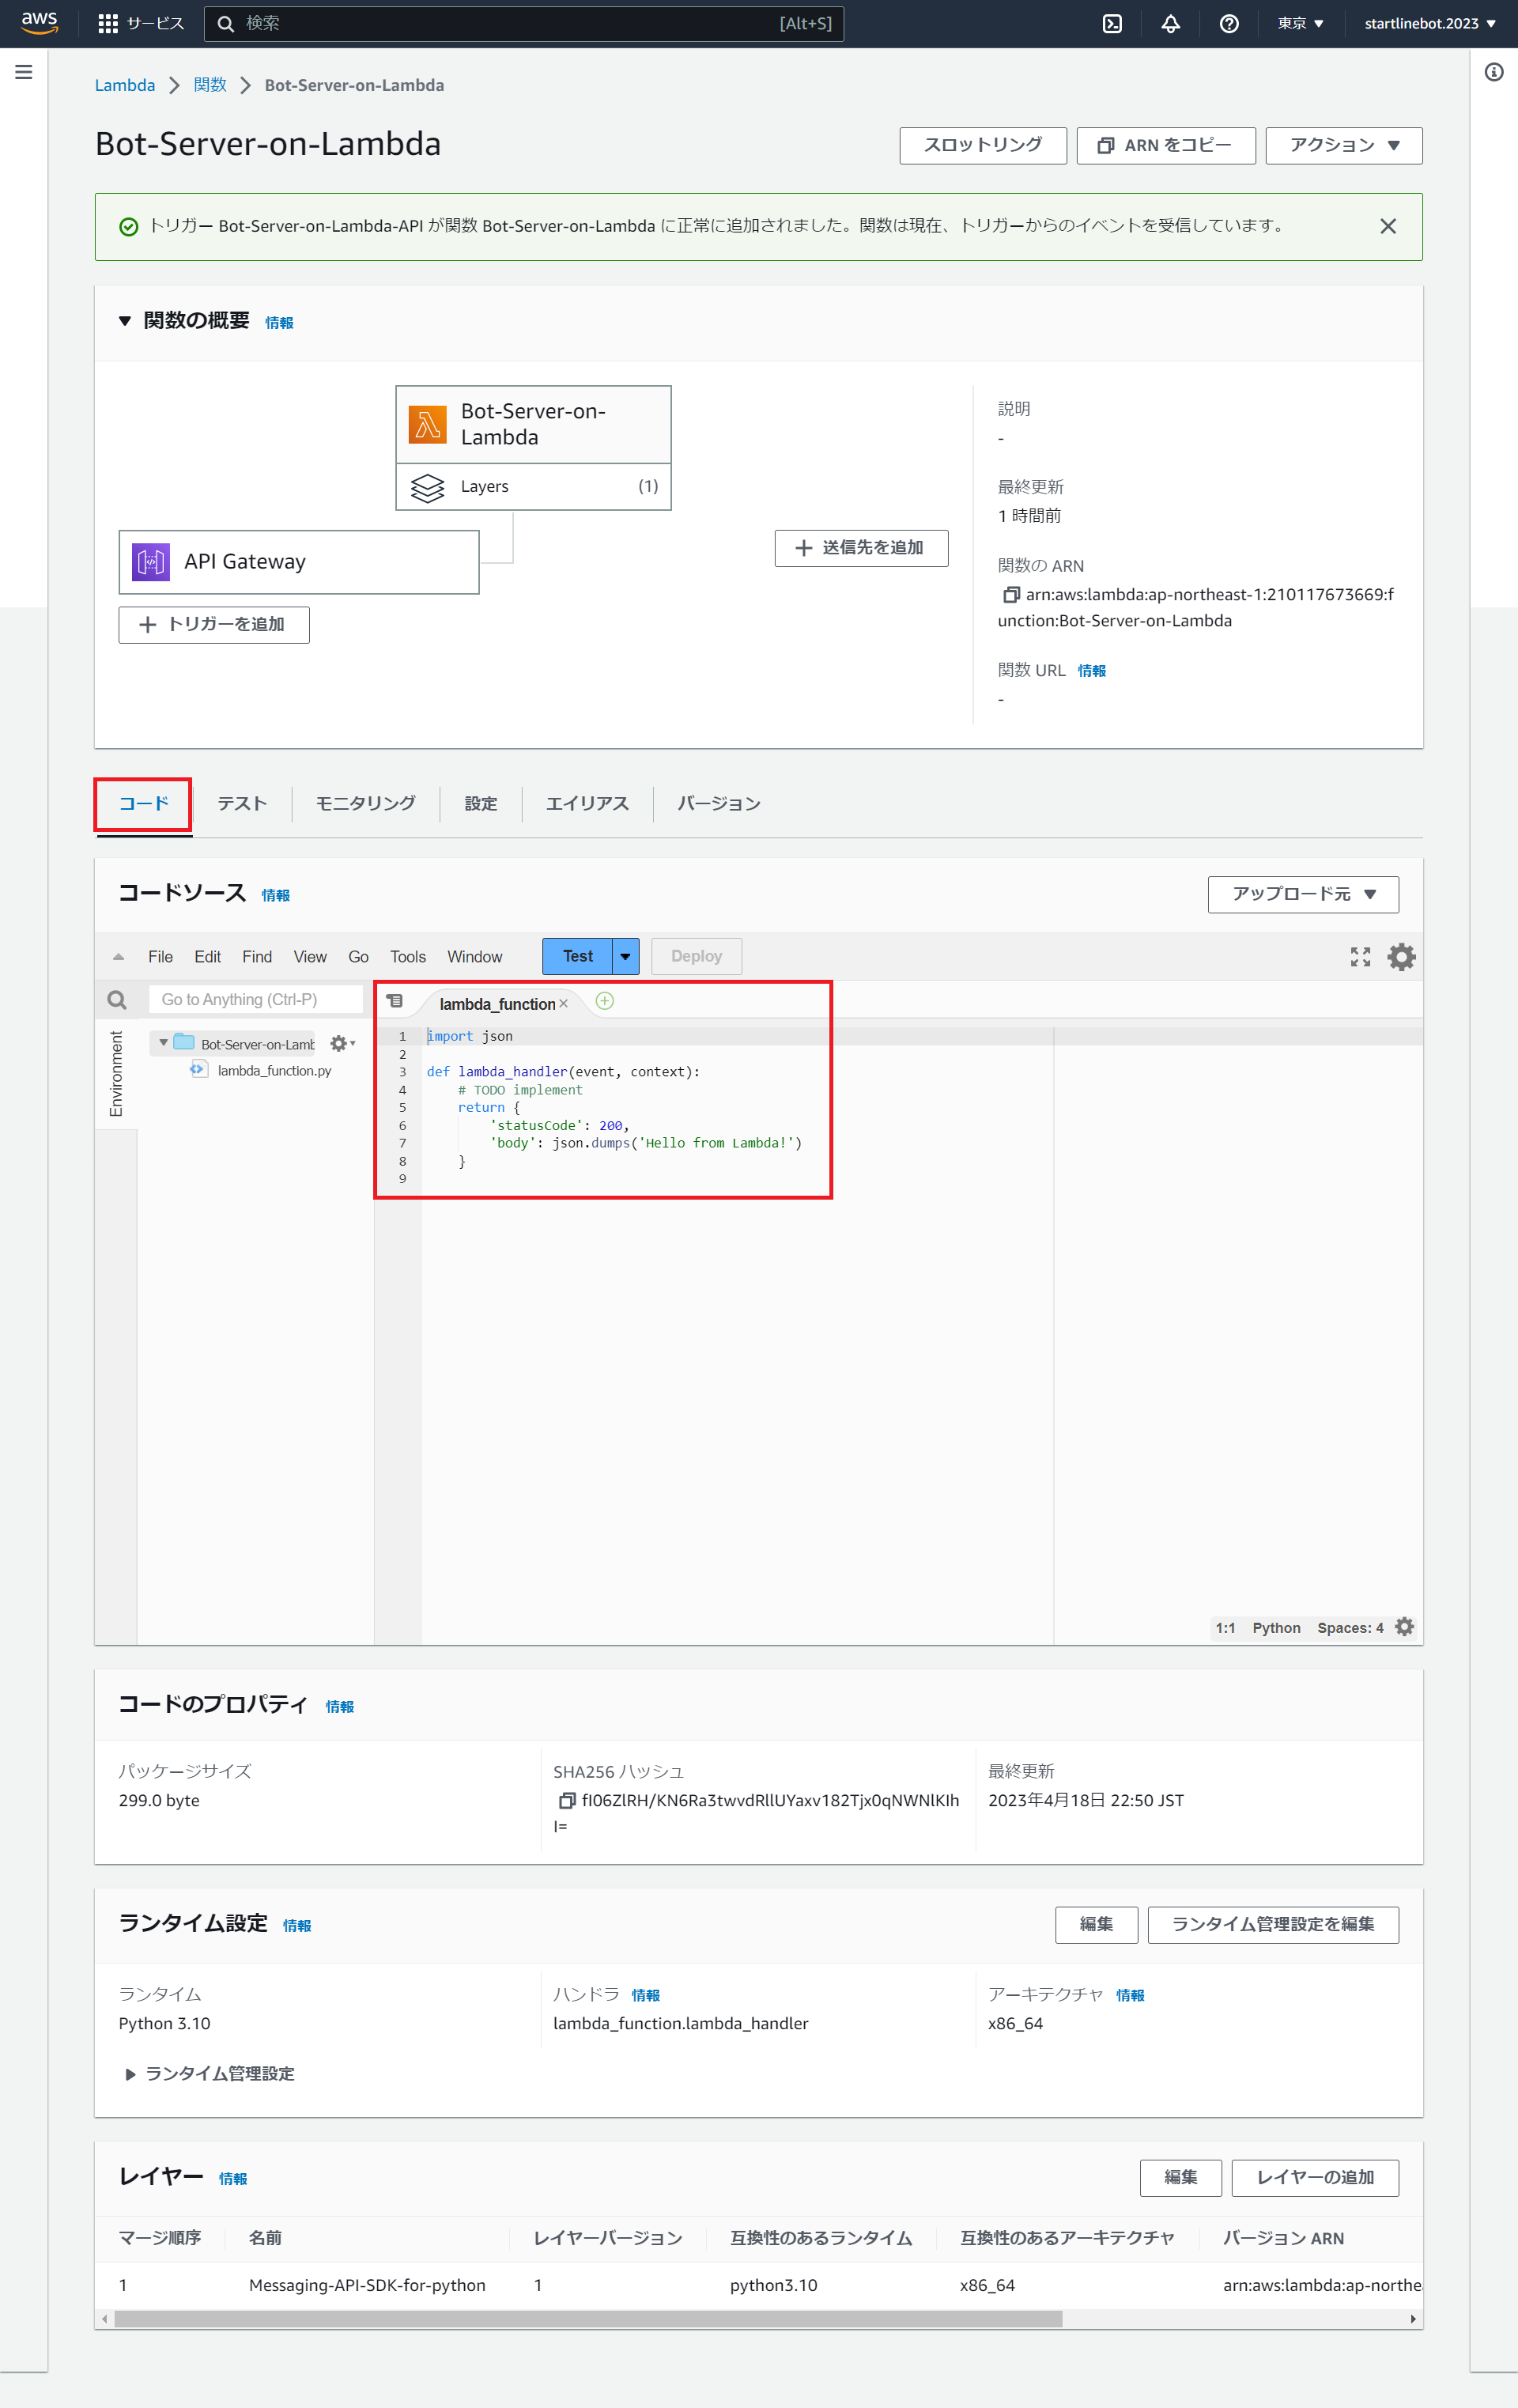 aws
サービス
検索
[Alt+S]
東京
startlinebot.2023
Lambda
関数
Bot-Server-on-Lambda
Bot-Server-on-Lambda
スロットリング
ARN をコピー
アクション
トリガー Bot-Server-on-Lambda-API が関数 Bot-Server-on-Lambda に正常に追加されました。関数は現在、トリガーからのイベントを受信しています。
関数の概要 情報
Bot-Server-on-
Lambda
Layers (1)
API Gateway
トリガーを追加
送信先を追加
説明
-
最終更新
1 時間前
関数の ARN
arn:aws:lambda:ap-northeast-1:210117673669:f
unction:Bot-Server-on-Lambda
関数 URL 情報
-
コード
テスト
モニタリング
設定
エイリアス
バージョン
コードソース 情報
アップロード元
File Edit Find View Go Tools Window
Test
Deploy
Go to Anything (Ctrl-P)
Environment
Bot-Server-on-Lamb
lambda_function.py
lambda_function
1 import json
2
3 def lambda_handler(event, context):
4     # TODO implement
5     return {
6         'statusCode': 200,
7         'body': json.dumps('Hello from Lambda!')
8     }
9
1:1 Python Spaces: 4
コードのプロパティ 情報
パッケージサイズ
299.0 byte
SHA256 ハッシュ
fI06ZlRH/KN6Ra3twvdRllUYaxv182Tjx0qNWNlKIh
I=
最終更新
2023年4月18日 22:50 JST
ランタイム設定 情報
編集
ランタイム管理設定を編集
ランタイム
Python 3.10
ハンドラ 情報
lambda_function.lambda_handler
アーキテクチャ 情報
x86_64
ランタイム管理設定
レイヤー 情報
編集
レイヤーの追加
マージ順序 名前 レイヤーバージョン 互換性のあるランタイム 互換性のあるアーキテクチャ バージョン ARN
1 Messaging-API-SDK-for-python 1 python3.10 x86_64 arn:aws:lambda:ap-northea